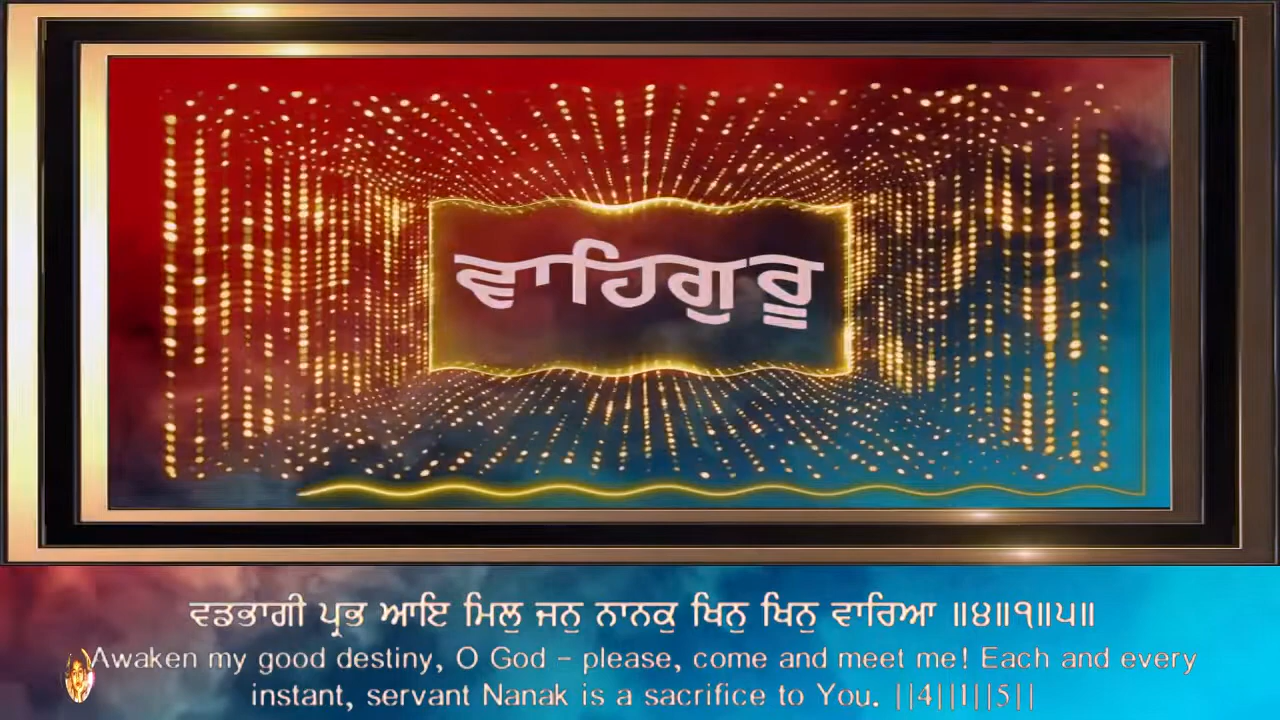 ਵਾਹਿਗੁਰੂ
ਵਡਭਾਗੀ ਪ੍ਰਭ ਆਇ ਮਿਲੁ ਜਨੁ ਨਾਨਕੁ ਖਿਨੁ ਖਿਨੁ ਵਾਰਿਆ ॥੪॥੧॥੫॥
Awaken my good destiny, O God - please, come and meet me! Each and every
instant, servant Nanak is a sacrifice to You. ||4||1||5||